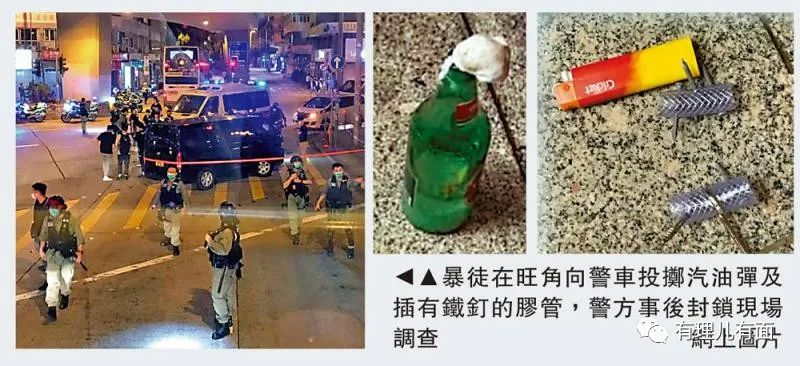 Cricket
◀▲暴徒在旺角向警車投擲汽油彈及
插有鐵釘的膠管，警方事後封鎖現場
調查
網上圖片
有理儿有面